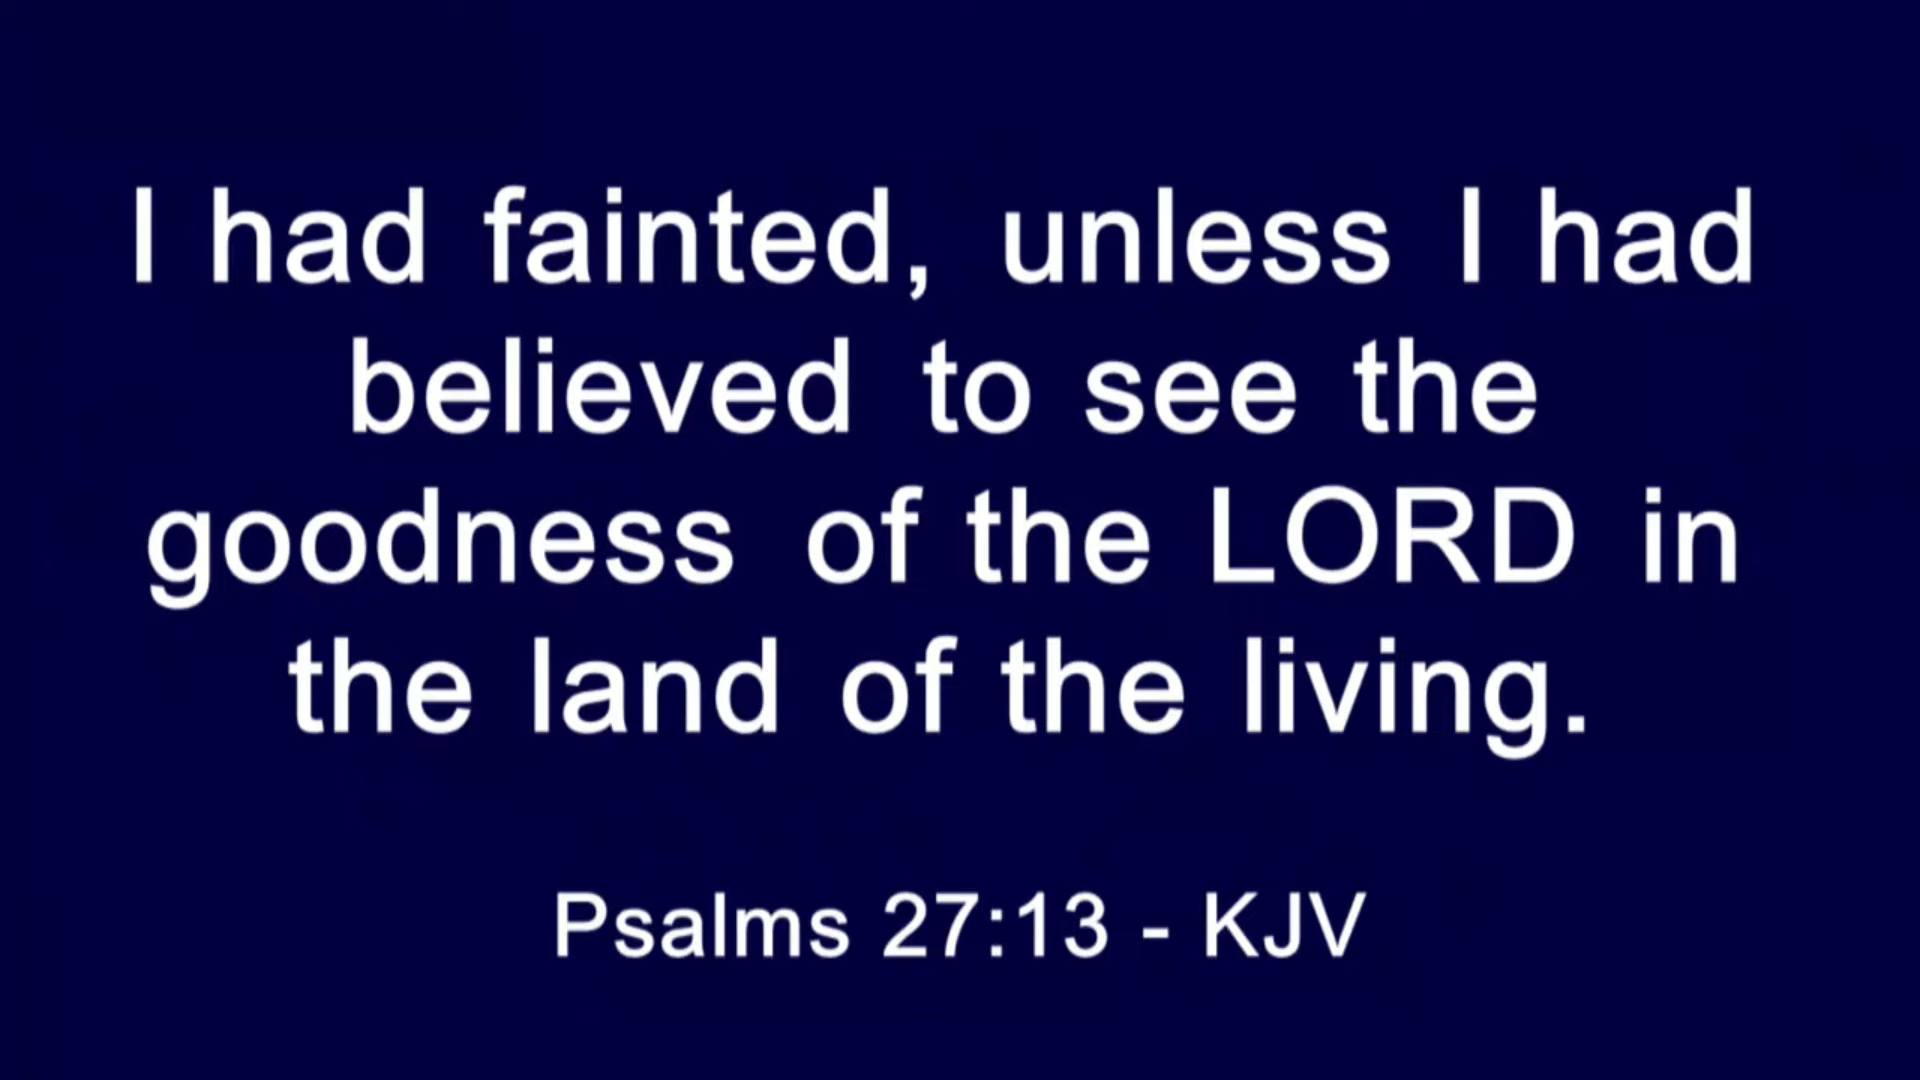 I had fainted, unless I had
believed to see the
goodness of the LORD in
the land of the living.
Psalms 27:13 - KJV